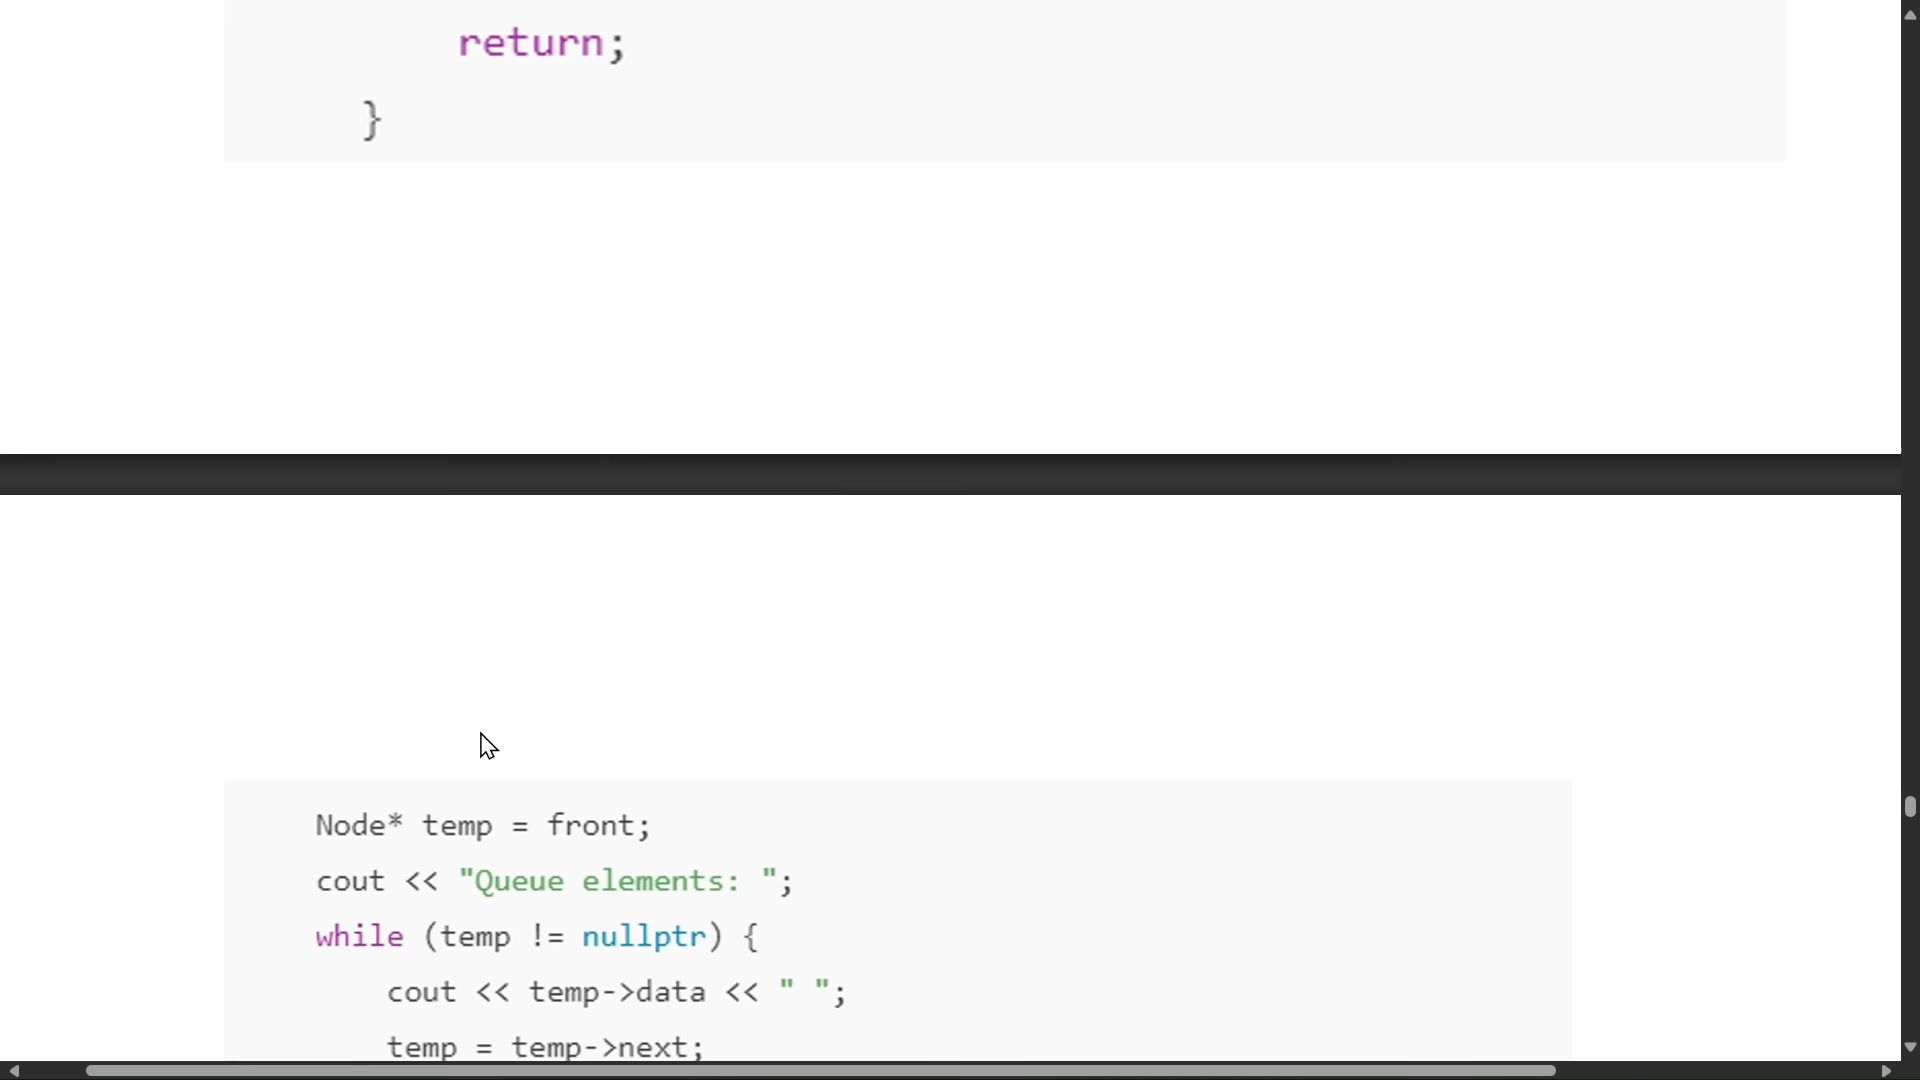 return;
}
Node* temp = front;
cout << "Queue elements: ";
while (temp != nullptr) {
cout << temp->data << " ";
temp = temp->next;